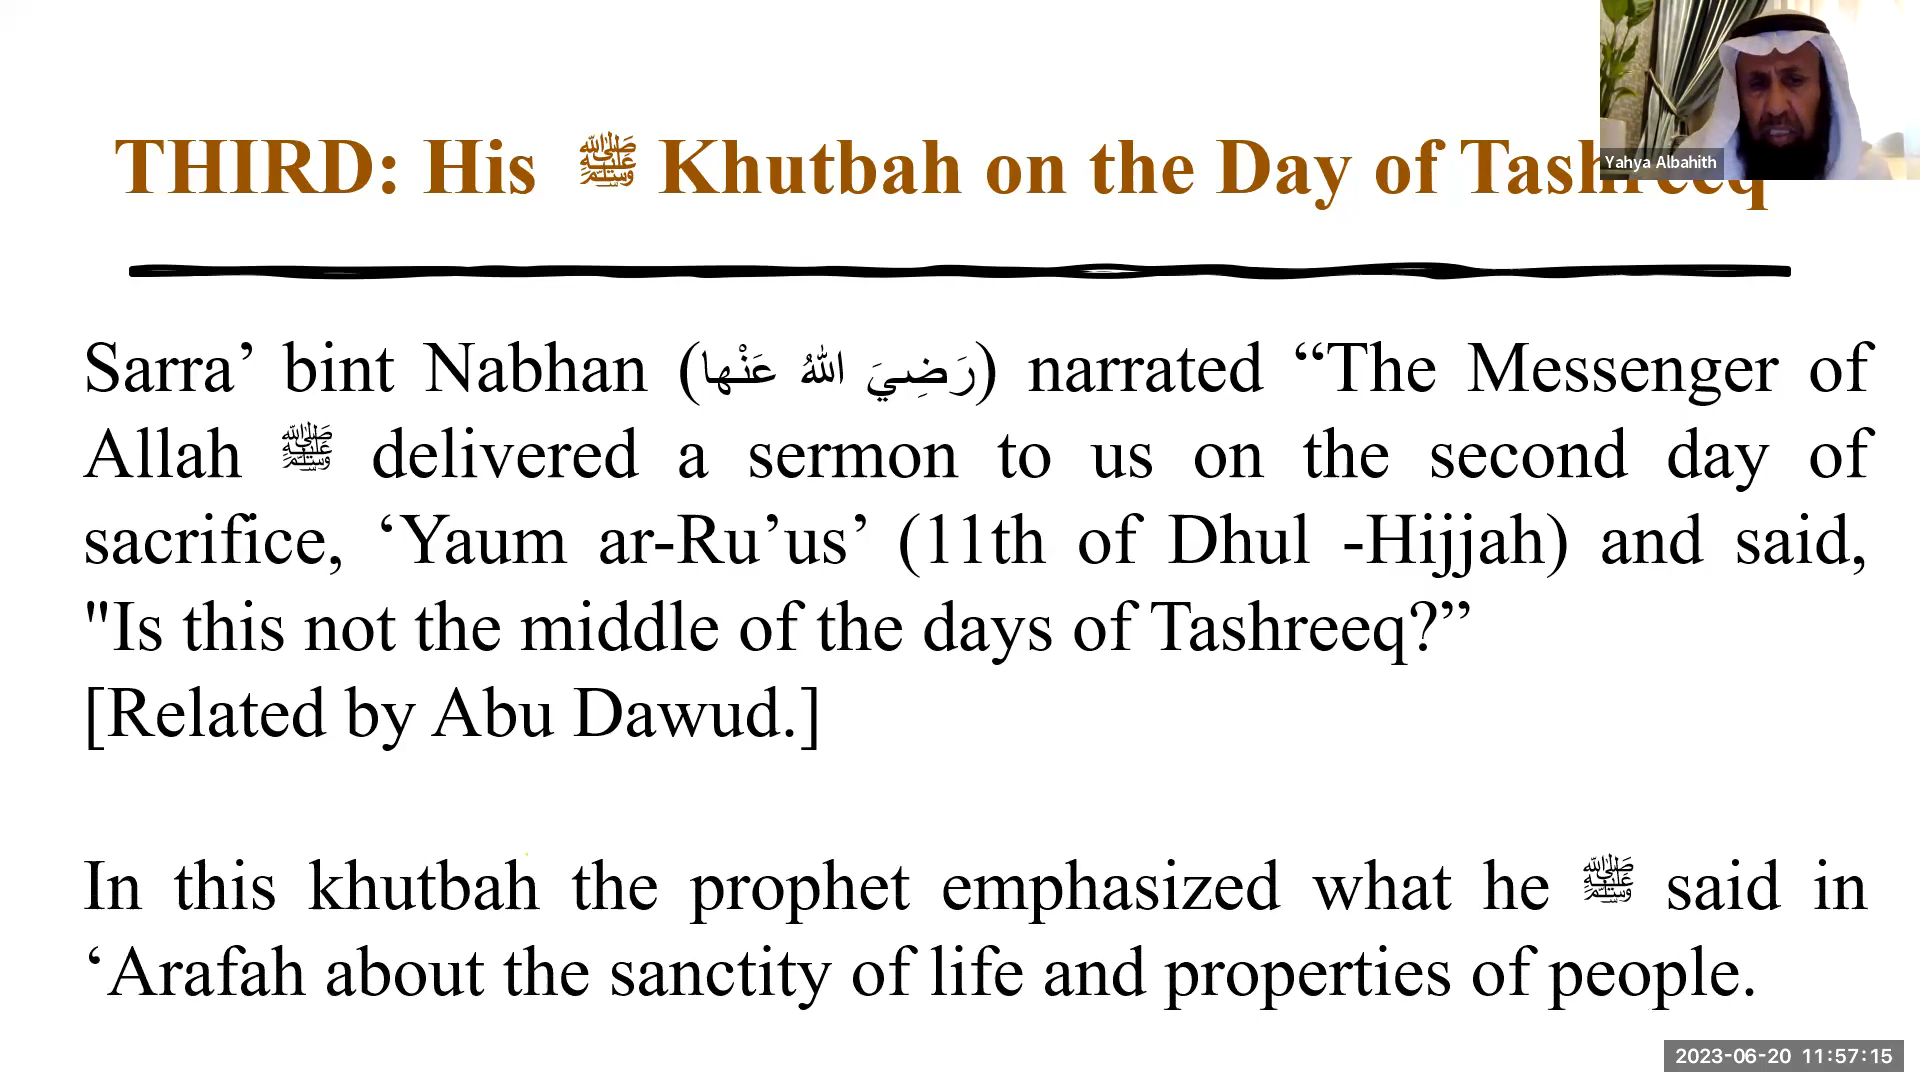 THIRD: His ﷺ Khutbah on the Day of Tashreeq
Yahya Albahith
Sarra’ bint Nabhan (رَضِيَ اللهُ عَنْها) narrated “The Messenger of
Allah ﷺ delivered a sermon to us on the second day of
sacrifice, ‘Yaum ar-Ru’us’ (11th of Dhul -Hijjah) and said,
"Is this not the middle of the days of Tashreeq?”
[Related by Abu Dawud.]
In this khutbah the prophet emphasized what he ﷺ said in
‘Arafah about the sanctity of life and properties of people.
2023-06-20 11:57:15